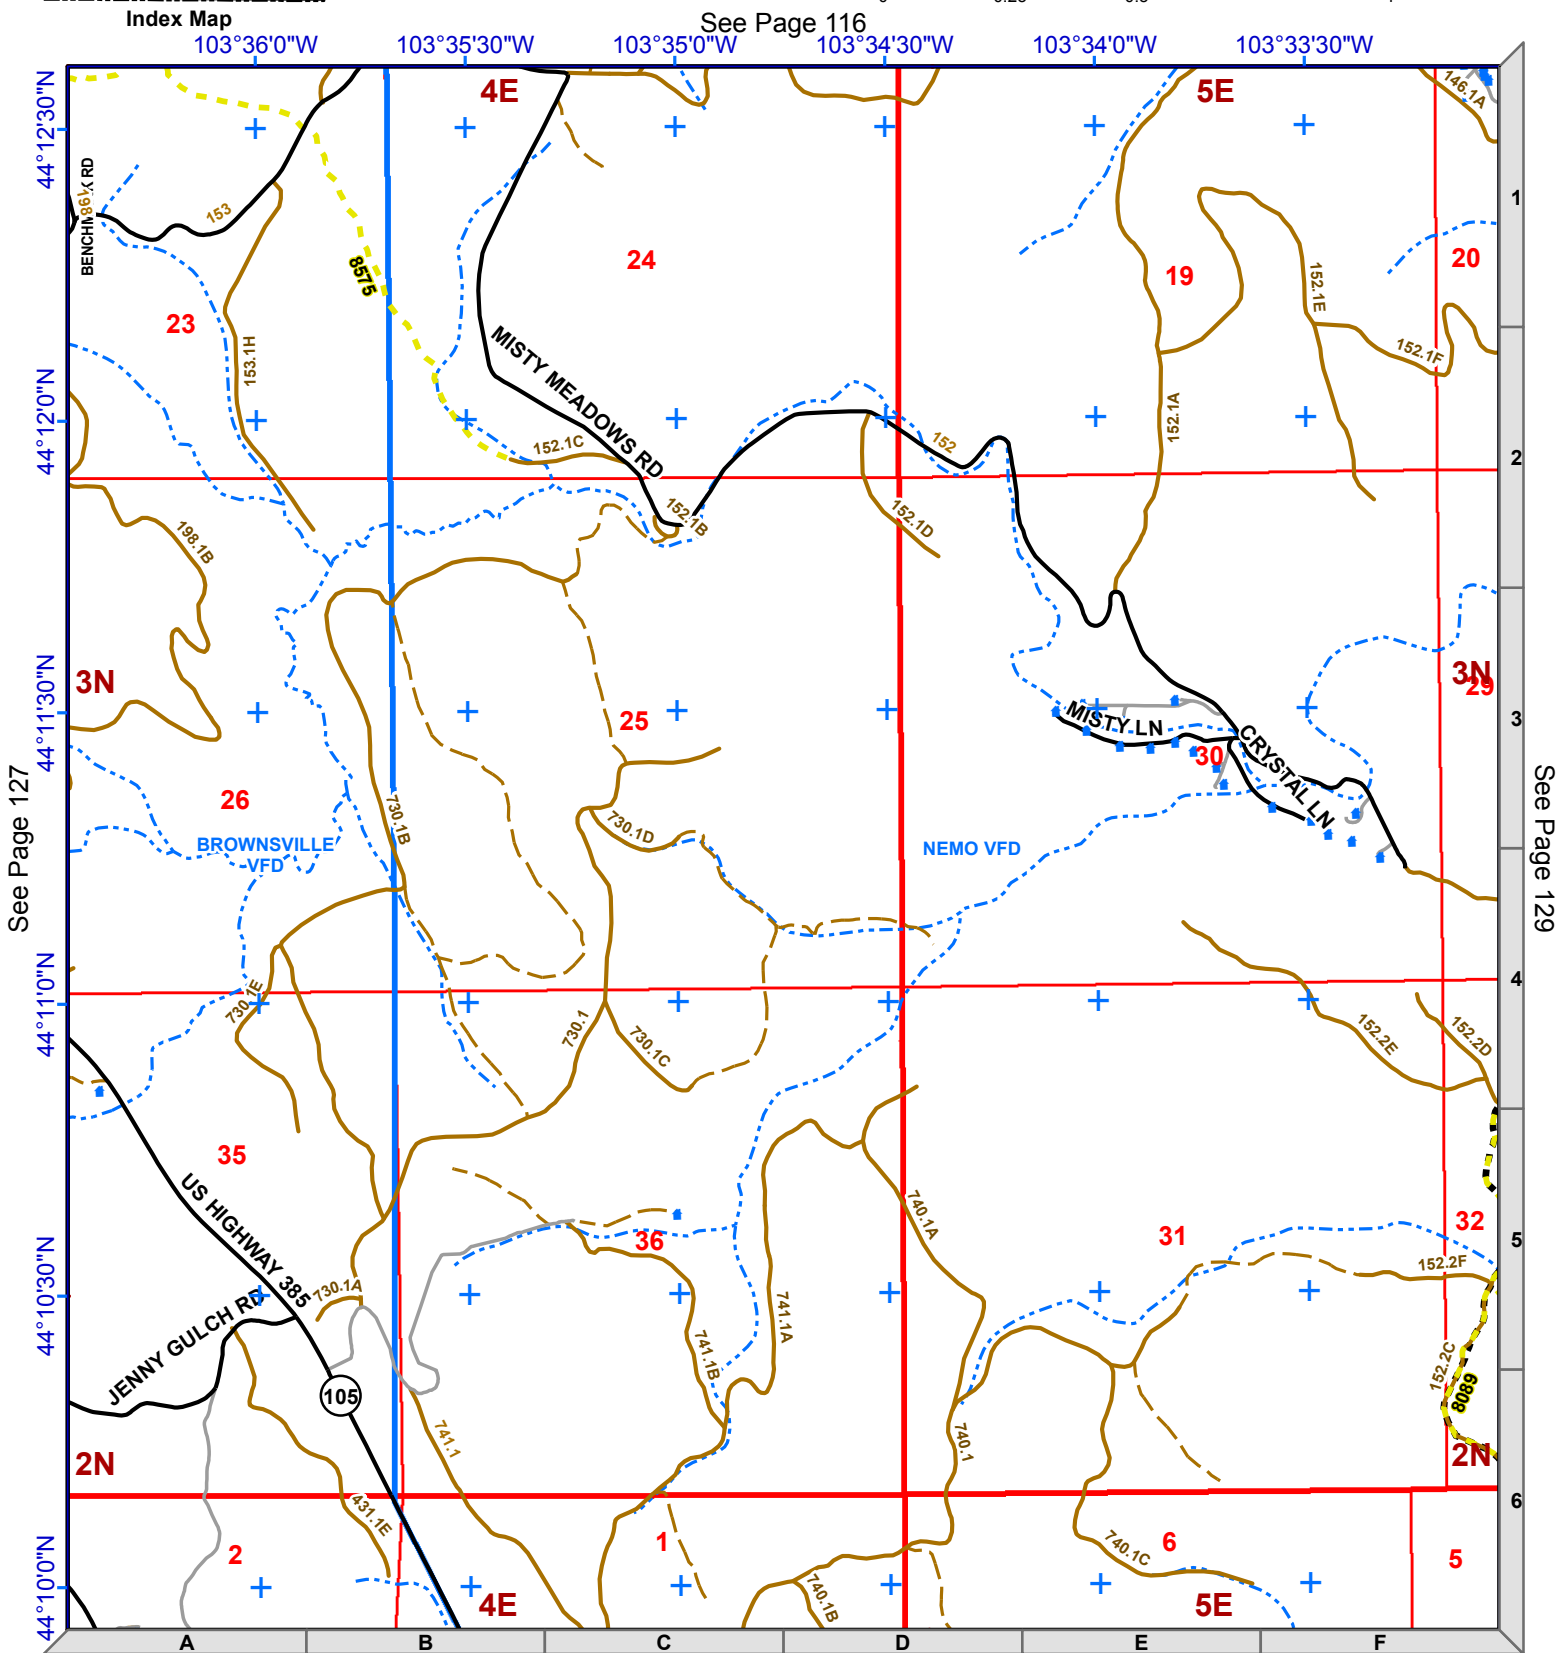 Index Map
See Page 116
103°36'0"W
103°35'30"W
103°35'0"W
103°34'30"W
103°34'0"W
103°33'30"W
44°12'30"N
4E
5E
146.1A
BENCHMARK RD
198
153
1
24
20
19
8575
152.1E
23
153.1H
MISTY MEADOWS RD
152.1F
152.1A
44°12'0"N
152.1C
152
2
152.1B
152.1D
198.1B
3N
3N
29
44°11'30"N
25
MISTY LN
3
CRYSTAL LN
30
See Page 127
See Page 129
26
730.1B
730.1D
BROWNSVILLE
VFD
NEMO VFD
4
44°11'0"N
730.1E
730.1
730.1C
152.2E
152.2D
35
US HIGHWAY 385
740.1A
32
31
36
5
44°10'30"N
152.2F
730.1A
JENNY GULCH RD
741.1A
741.1B
152.2C
8089
105
741.1
740.1
2N
2N
431.1E
6
2
1
6
5
740.1C
44°10'0"N
740.1B
4E
5E
A
B
C
D
E
F